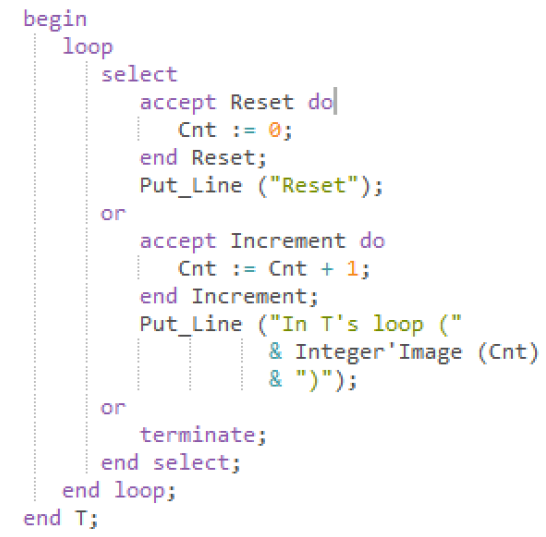 begin
loop
select
accept Reset do
Cnt := 0;
end Reset;
Put_Line ("Reset");
or
accept Increment do
Cnt := Cnt + 1;
end Increment;
Put_Line ("In T's loop ("
& Integer'Image (Cnt)
& ")");
or
terminate;
end select;
end loop;
end T;